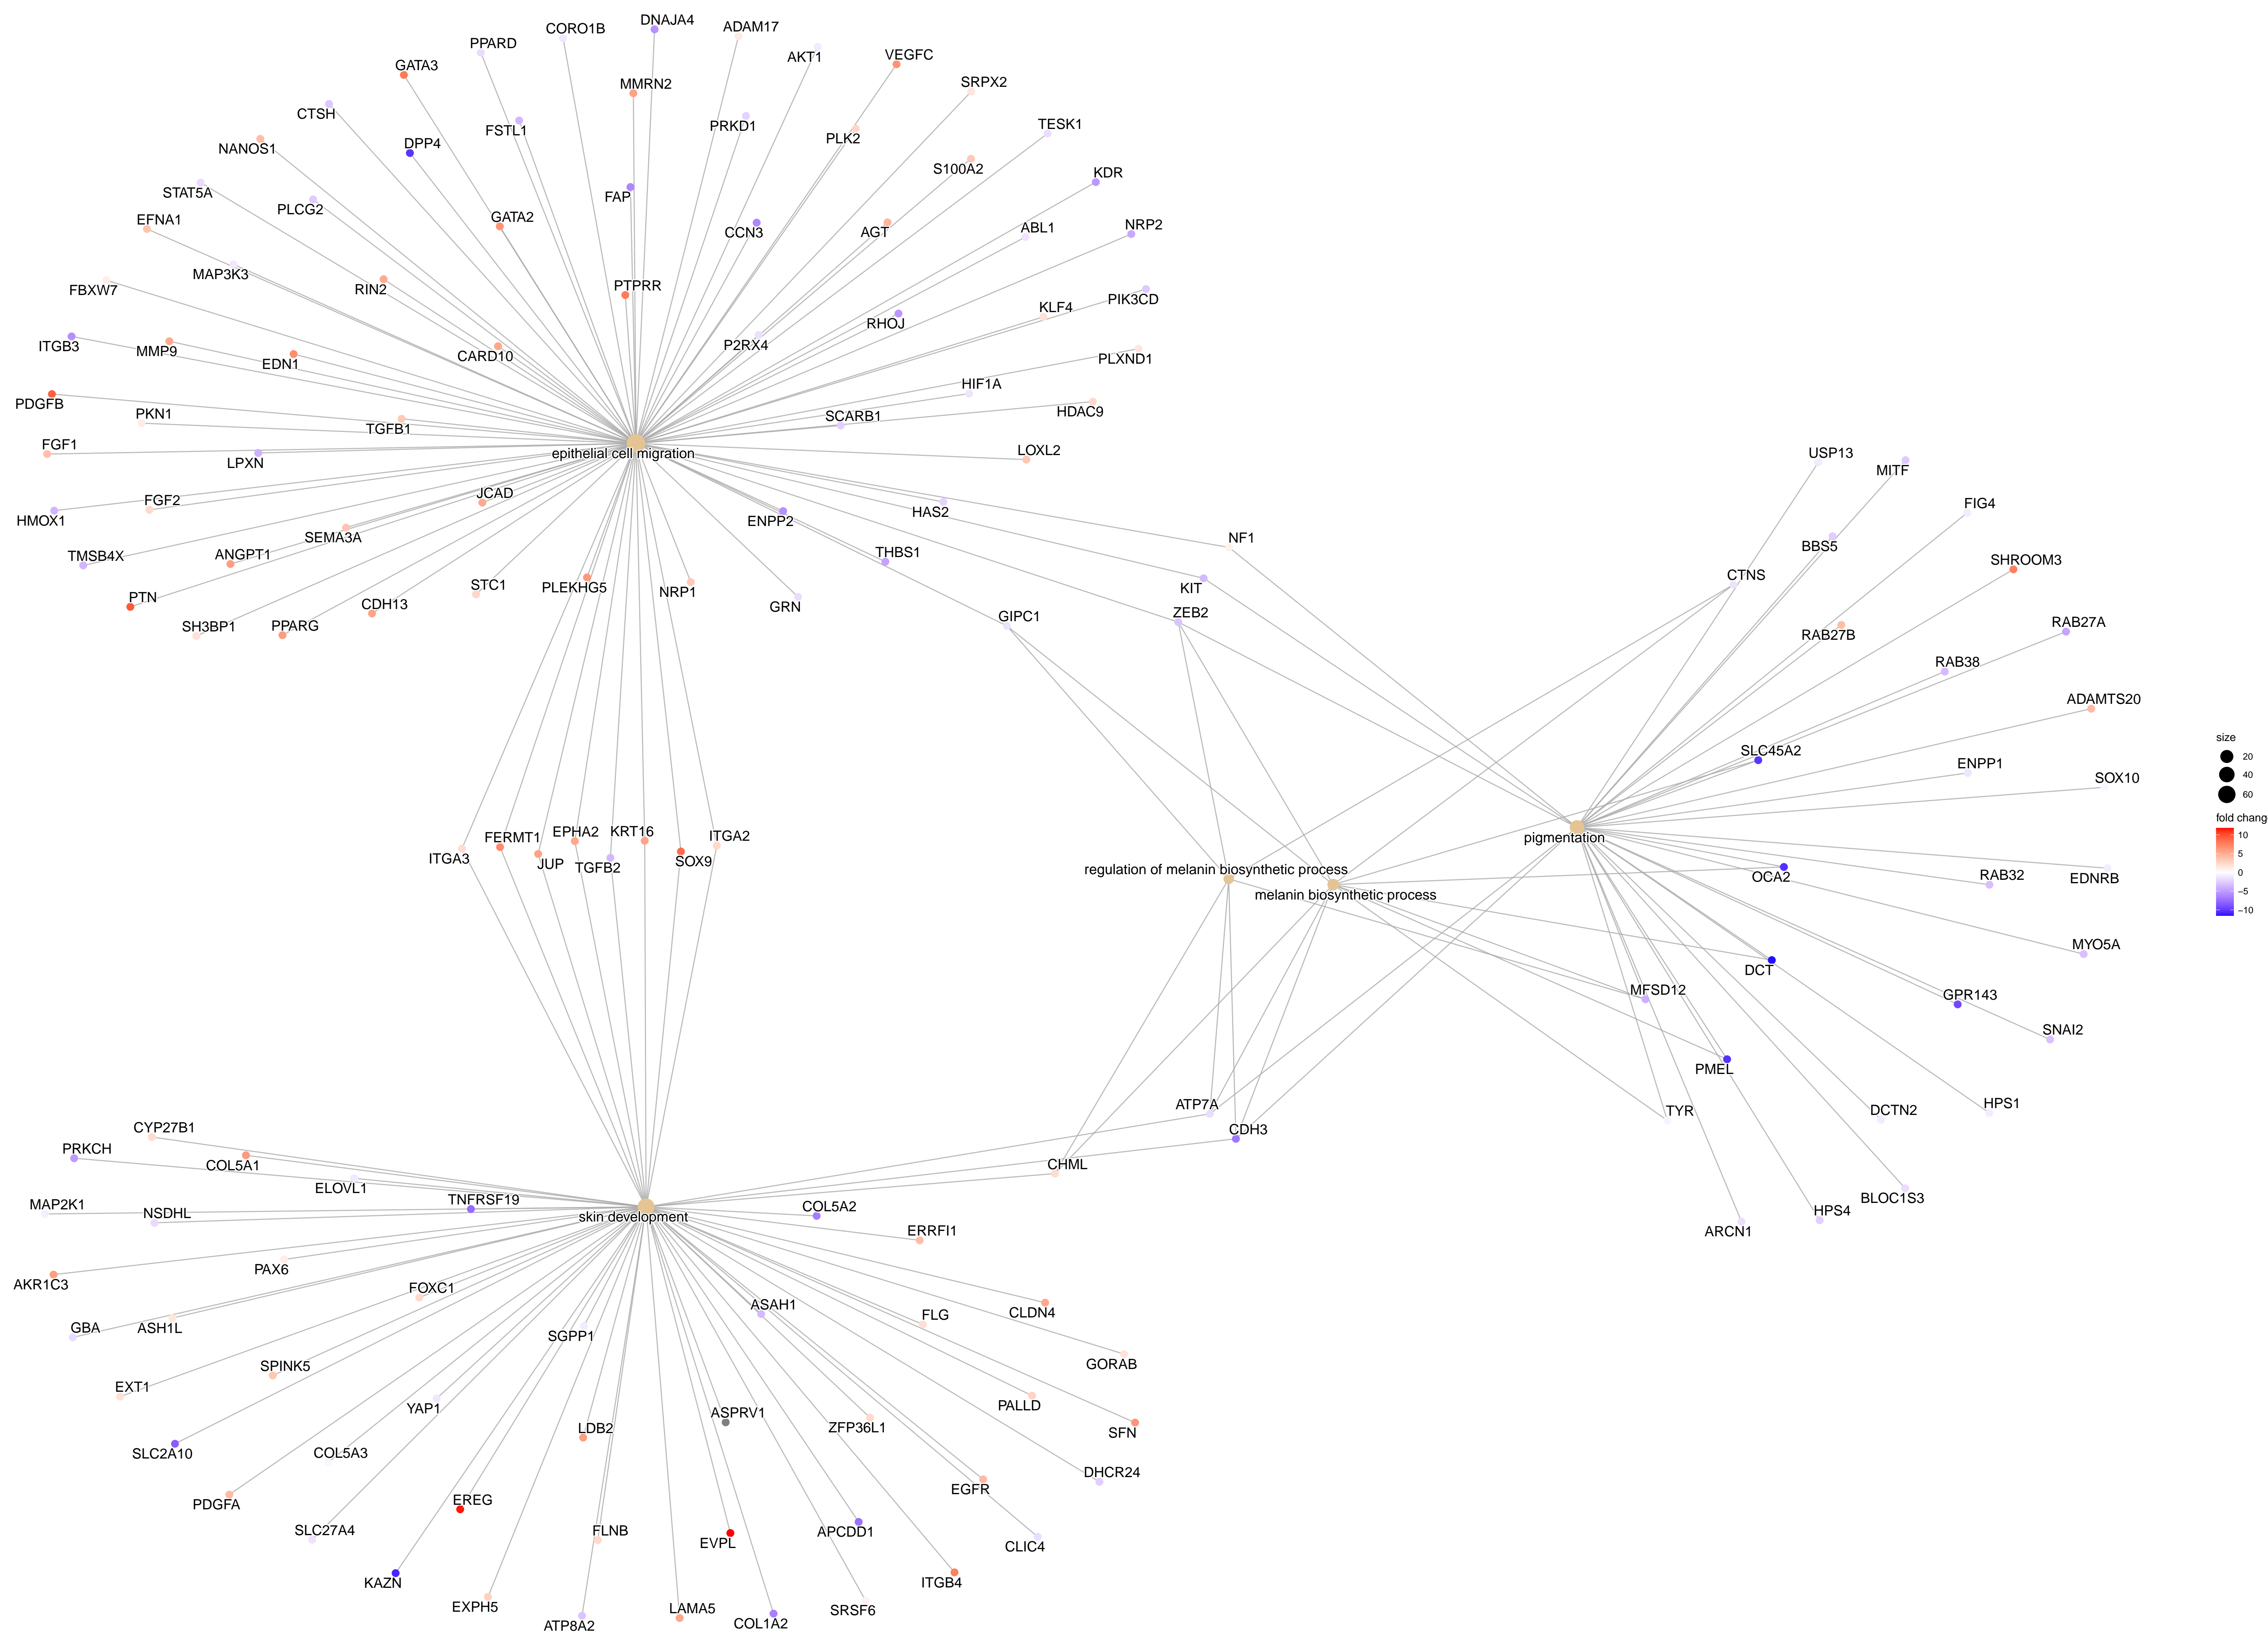 DNAJA4
ADAM17
CORO1B
PPARD
AKT1
VEGFC
GATA3
MMRN2
SRPX2
CTSH
FSTL1
PRKD1
PLK2
TESK1
NANOS1
DPP4
S100A2
KDR
STAT5A
PLCG2
FAP
EFNA1
GATA2
CCN3
AGT
ABL1
NRP2
MAP3K3
FBXW7
RIN2
PTPRR
PIK3CD
KLF4
RHOJ
ITGB3
MMP9
EDN1
CARD10
P2RX4
PLXND1
HIF1A
PDGFB
PKN1
TGFB1
SCARB1
HDAC9
FGF1
LPXN
epithelial cell migration
LOXL2
USP13
MITF
HMOX1
FGF2
JCAD
ENPP2
HAS2
FIG4
SEMA3A
NF1
BBS5
TMSB4X
ANGPT1
THBS1
SHROOM3
PTN
STC1
PLEKHG5
NRP1
KIT
CTNS
SH3BP1
PPARG
CDH13
GRN
GIPC1
ZEB2
RAB27B
RAB27A
RAB38
ADAMTS20
SLC45A2
size
20
ENPP1
40
SOX10
60
fold chang
10
5
0
−5
−10
FERMT1
EPHA2
KRT16
ITGA2
pigmentation
ITGA3
JUP
TGFB2
SOX9
regulation of melanin biosynthetic process
OCA2
RAB32
EDNRB
melanin biosynthetic process
MYO5A
DCT
MFSD12
GPR143
SNAI2
PMEL
ATP7A
TYR
DCTN2
HPS1
CYP27B1
CDH3
PRKCH
COL5A1
CHML
ELOVL1
BLOC1S3
MAP2K1
NSDHL
TNFRSF19
COL5A2
HPS4
skin development
ERRFI1
ARCN1
PAX6
AKR1C3
FOXC1
ASAH1
FLG
CLDN4
GBA
ASH1L
SGPP1
SPINK5
GORAB
EXT1
YAP1
ASPRV1
PALLD
LDB2
ZFP36L1
SFN
SLC2A10
COL5A3
DHCR24
PDGFA
EREG
EGFR
SLC27A4
FLNB
EVPL
APCDD1
CLIC4
KAZN
ITGB4
EXPH5
LAMA5
SRSF6
ATP8A2
COL1A2